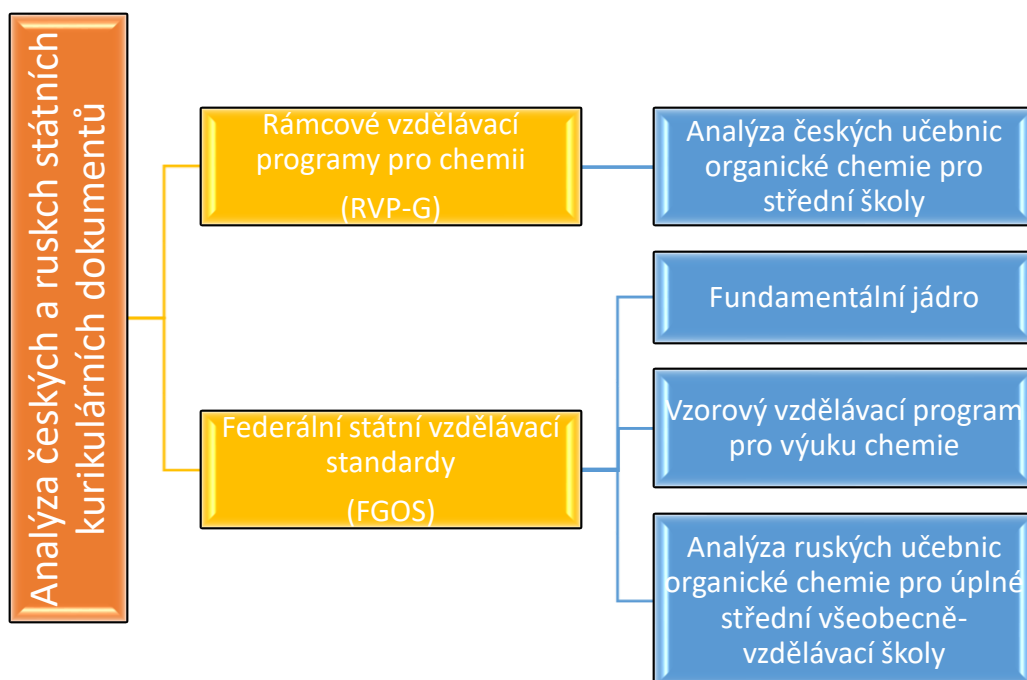 Analýza českých a ruskch státních
kurikulárních dokumentů
Rámcové vzdělávací
programy pro chemii
(RVP-G)
Analýza českých učebnic
organické chemie pro
střední školy
Federální státní vzdělávací
standardy
(FGOS)
Fundamentální jádro
Vzorový vzdělávací program
pro výuku chemie
Analýza ruských učebnic
organické chemie pro úplné
střední všeobecně-
vzdělávací školy